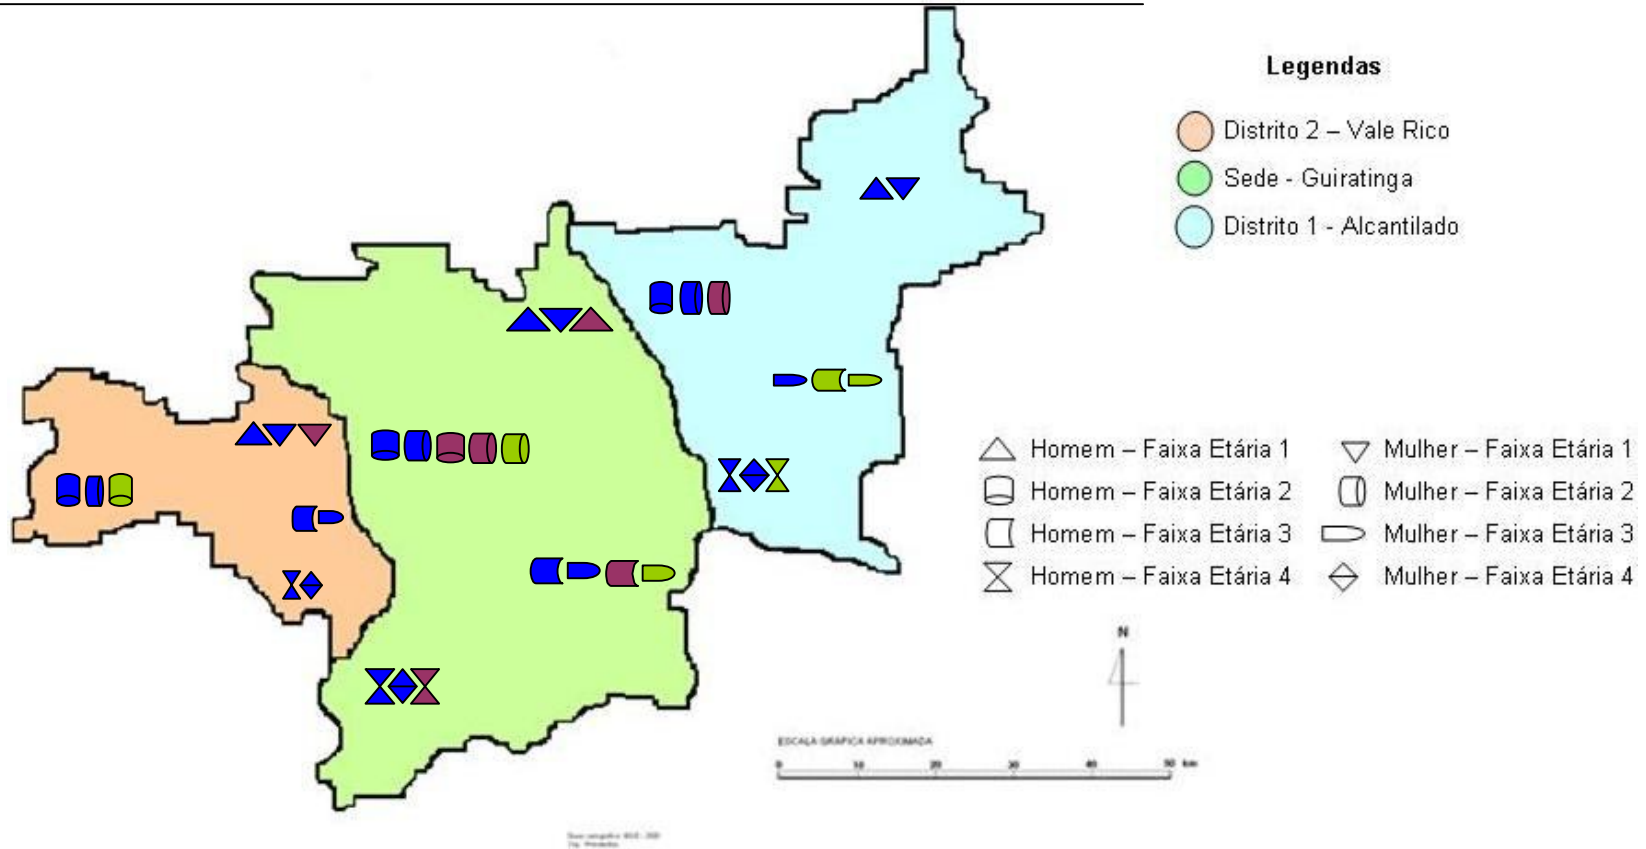 Legendas
Distrito 2 – Vale Rico
Sede - Guiratinga
Distrito 1 - Alcantilado
Homem – Faixa Etária 1
Mulher – Faixa Etária 1
Homem – Faixa Etária 2
Mulher – Faixa Etária 2
Homem – Faixa Etária 3
Mulher – Faixa Etária 3
Homem – Faixa Etária 4
Mulher – Faixa Etária 4
N
ESCALA GRÁFICA APROXIMADA
0 10 20 30 40 50 km